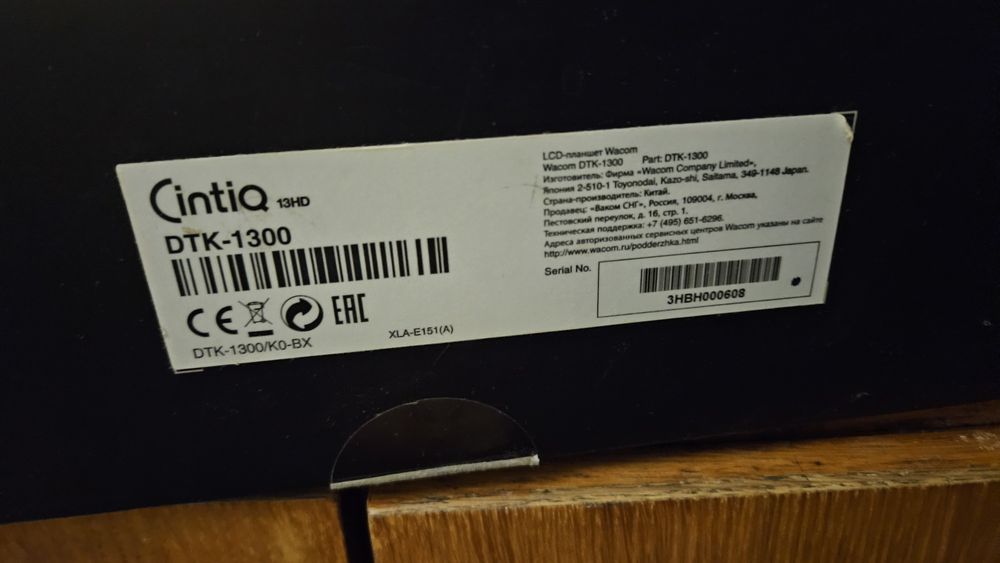 Cintiq 13HD
DTK-1300
CE EAC
DTK-1300/K0-BX
XLA-E151(A)
LCD-планшет Wacom
Wacom DTK-1300 Part: DTK-1300
Изготовитель: Фирма «Wacom Company Limited»,
Япония 2-510-1 Toyonodai, Kazo-shi, Saitama, 349-1148 Japan.
Страна-производитель: Китай.
Продавец: «Ваком СНГ», Россия, 109004, г. Москва,
Пестовский переулок, д. 16, стр. 1.
Техническая поддержка: +7 (495) 651-6296.
Адреса авторизованных сервисных центров Wacom указаны на сайте
http://www.wacom.ru/podderzhka.html
Serial No.
3HBH000608